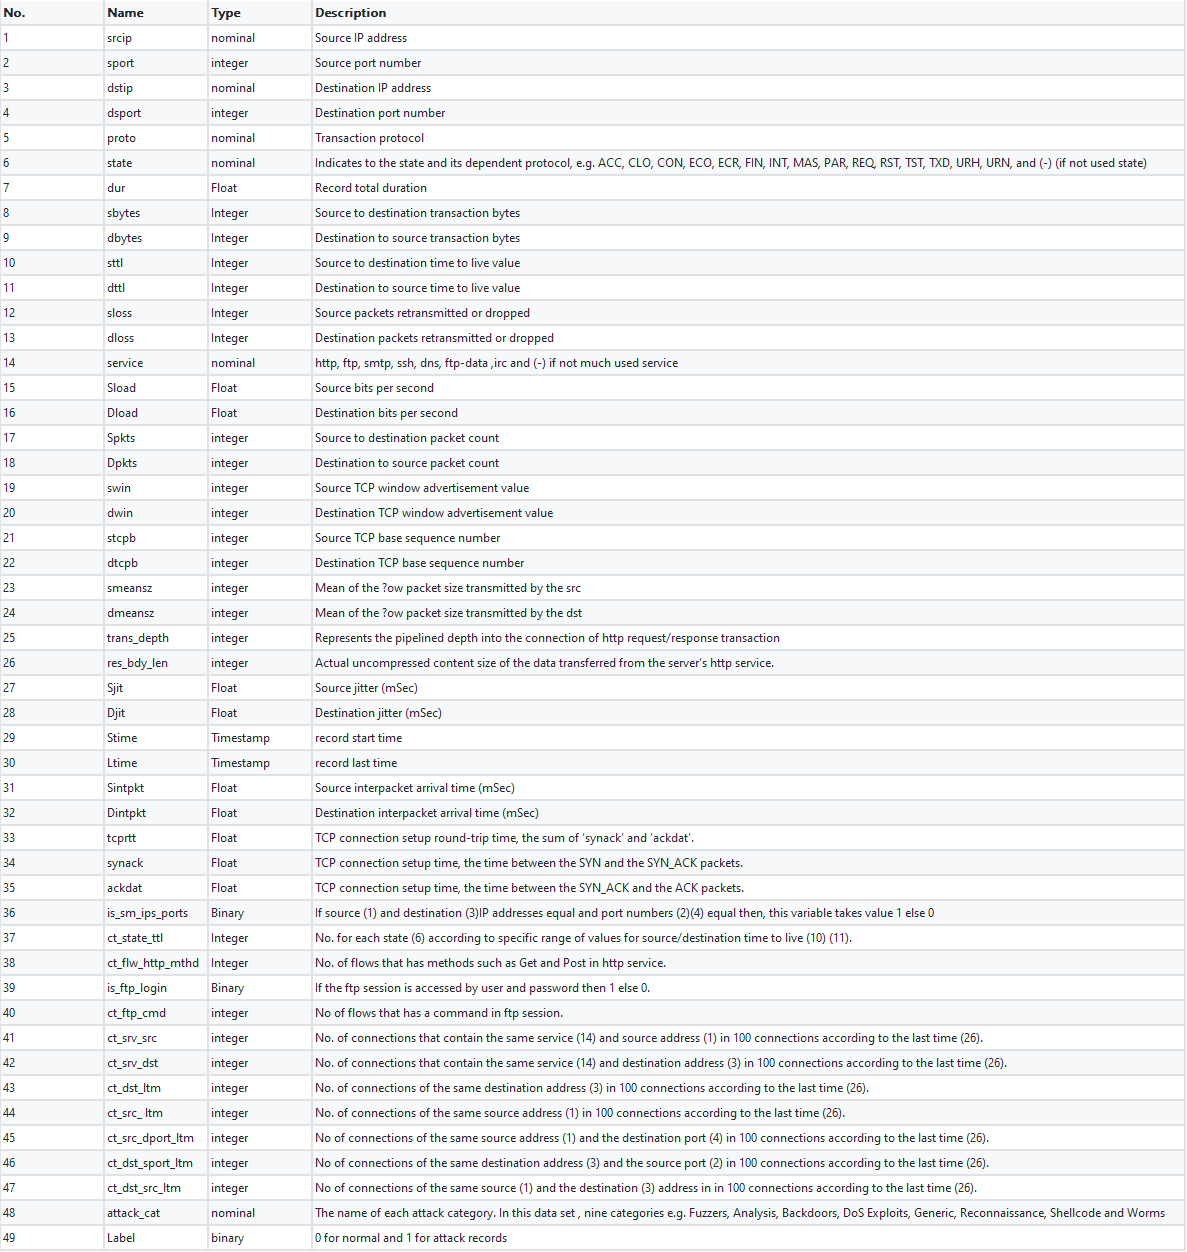 No. Name Type Description
1 srcip nominal Source IP address
2 sport integer Source port number
3 dstip nominal Destination IP address
4 dsport integer Destination port number
5 proto nominal Transaction protocol
6 state nominal Indicates to the state and its dependent protocol, e.g. ACC, CLO, CON, ECO, ECR, FIN, INT, MAS, PAR, REQ, RST, TST, TXD, URH, URN, and (-) (if not used state)
7 dur Float Record total duration
8 sbytes Integer Source to destination transaction bytes
9 dbytes Integer Destination to source transaction bytes
10 sttl Integer Source to destination time to live value
11 dttl Integer Destination to source time to live value
12 sloss Integer Source packets retransmitted or dropped
13 dloss Integer Destination packets retransmitted or dropped
14 service nominal http, ftp, smtp, ssh, dns, ftp-data ,irc and (-) if not much used service
15 Sload Float Source bits per second
16 Dload Float Destination bits per second
17 Spkts integer Source to destination packet count
18 Dpkts integer Destination to source packet count
19 swin integer Source TCP window advertisement value
20 dwin integer Destination TCP window advertisement value
21 stcpb integer Source TCP base sequence number
22 dtcpb integer Destination TCP base sequence number
23 smeansz integer Mean of the ?ow packet size transmitted by the src
24 dmeansz integer Mean of the ?ow packet size transmitted by the dst
25 trans_depth integer Represents the pipelined depth into the connection of http request/response transaction
26 res_bdy_len integer Actual uncompressed content size of the data transferred from the server's http service.
27 Sjit Float Source jitter (mSec)
28 Djit Float Destination jitter (mSec)
29 Stime Timestamp record start time
30 Ltime Timestamp record last time
31 Sintpkt Float Source interpacket arrival time (mSec)
32 Dintpkt Float Destination interpacket arrival time (mSec)
33 tcprtt Float TCP connection setup round-trip time, the sum of 'synack' and 'ackdat'.
34 synack Float TCP connection setup time, the time between the SYN and the SYN_ACK packets.
35 ackdat Float TCP connection setup time, the time between the SYN_ACK and the ACK packets.
36 is_sm_ips_ports Binary If source (1) and destination (3)IP addresses equal and port numbers (2)(4) equal then, this variable takes value 1 else 0
37 ct_state_ttl Integer No. for each state (6) according to specific range of values for source/destination time to live (10) (11).
38 ct_flw_http_mthd Integer No. of flows that has methods such as Get and Post in http service.
39 is_ftp_login Binary If the ftp session is accessed by user and password then 1 else 0.
40 ct_ftp_cmd integer No of flows that has a command in ftp session.
41 ct_srv_src integer No. of connections that contain the same service (14) and source address (1) in 100 connections according to the last time (26).
42 ct_srv_dst integer No. of connections that contain the same service (14) and destination address (3) in 100 connections according to the last time (26).
43 ct_dst_ltm integer No. of connections of the same destination address (3) in 100 connections according to the last time (26).
44 ct_src_ ltm integer No. of connections of the same source address (1) in 100 connections according to the last time (26).
45 ct_src_dport_ltm integer No of connections of the same source address (1) and the destination port (4) in 100 connections according to the last time (26).
46 ct_dst_sport_ltm integer No of connections of the same destination address (3) and the source port (2) in 100 connections according to the last time (26).
47 ct_dst_src_ltm integer No of connections of the same source (1) and the destination (3) address in in 100 connections according to the last time (26).
48 attack_cat nominal The name of each attack category. In this data set , nine categories e.g. Fuzzers, Analysis, Backdoors, DoS Exploits, Generic, Reconnaissance, Shellcode and Worms
49 Label binary 0 for normal and 1 for attack records